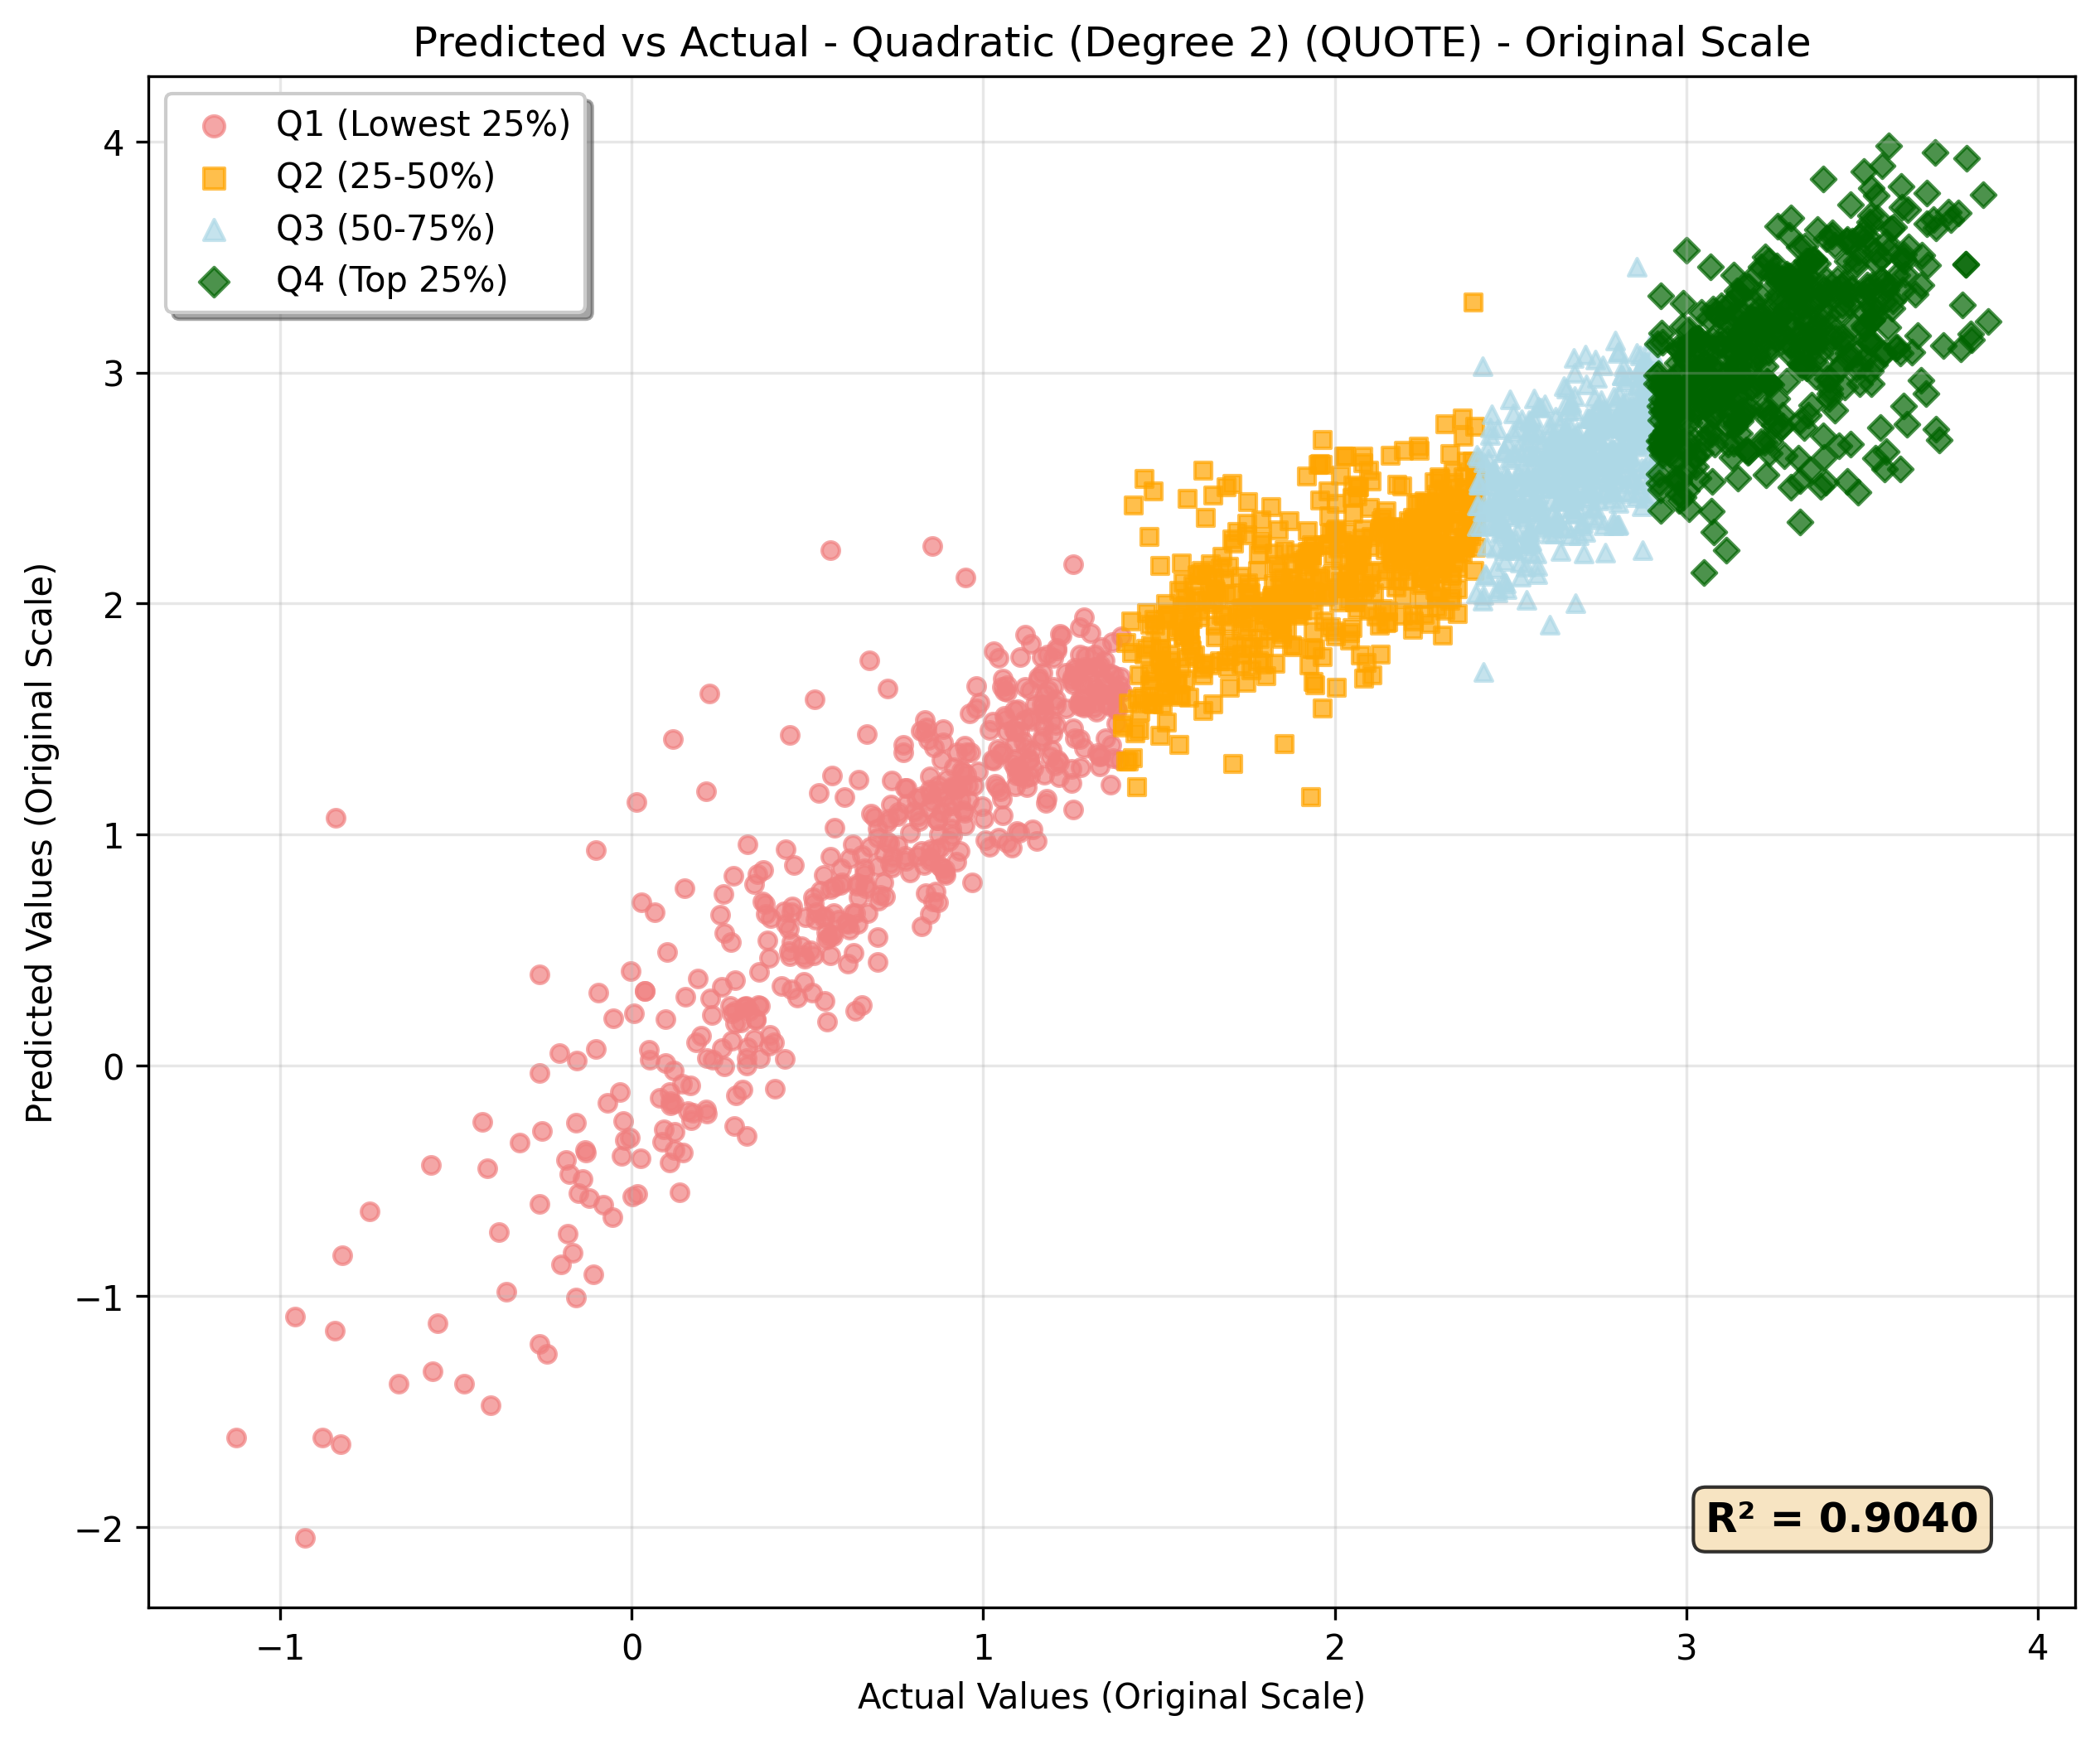 Predicted vs Actual - Quadratic (Degree 2) (QUOTE) - Original Scale
Q1 (Lowest 25%)
Q2 (25-50%)
Q3 (50-75%)
Q4 (Top 25%)
4
3
2
1
0
−1
−2
Predicted Values (Original Scale)
R² = 0.9040
−1
0
1
2
3
4
Actual Values (Original Scale)